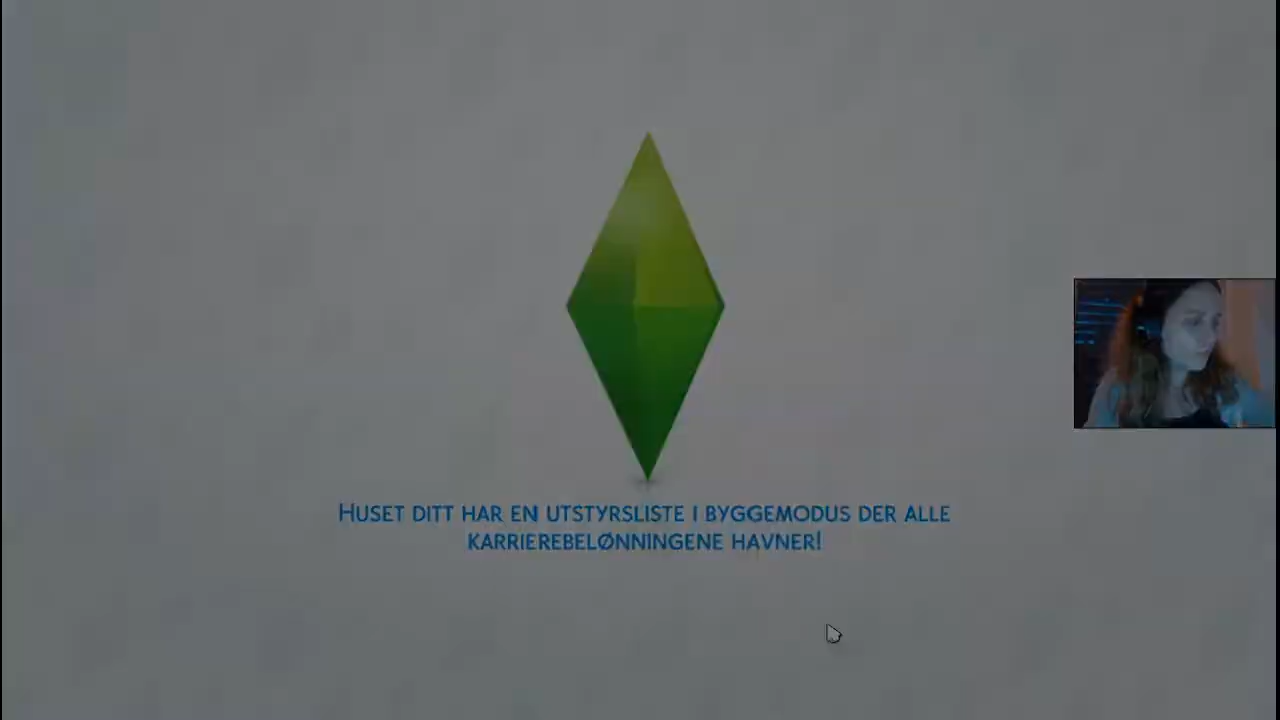 HUSET DITT HAR EN UTSTYRSLISTE I BYGGEMODUS DER ALLE
KARRIEREBELØNNINGENE HAVNER!